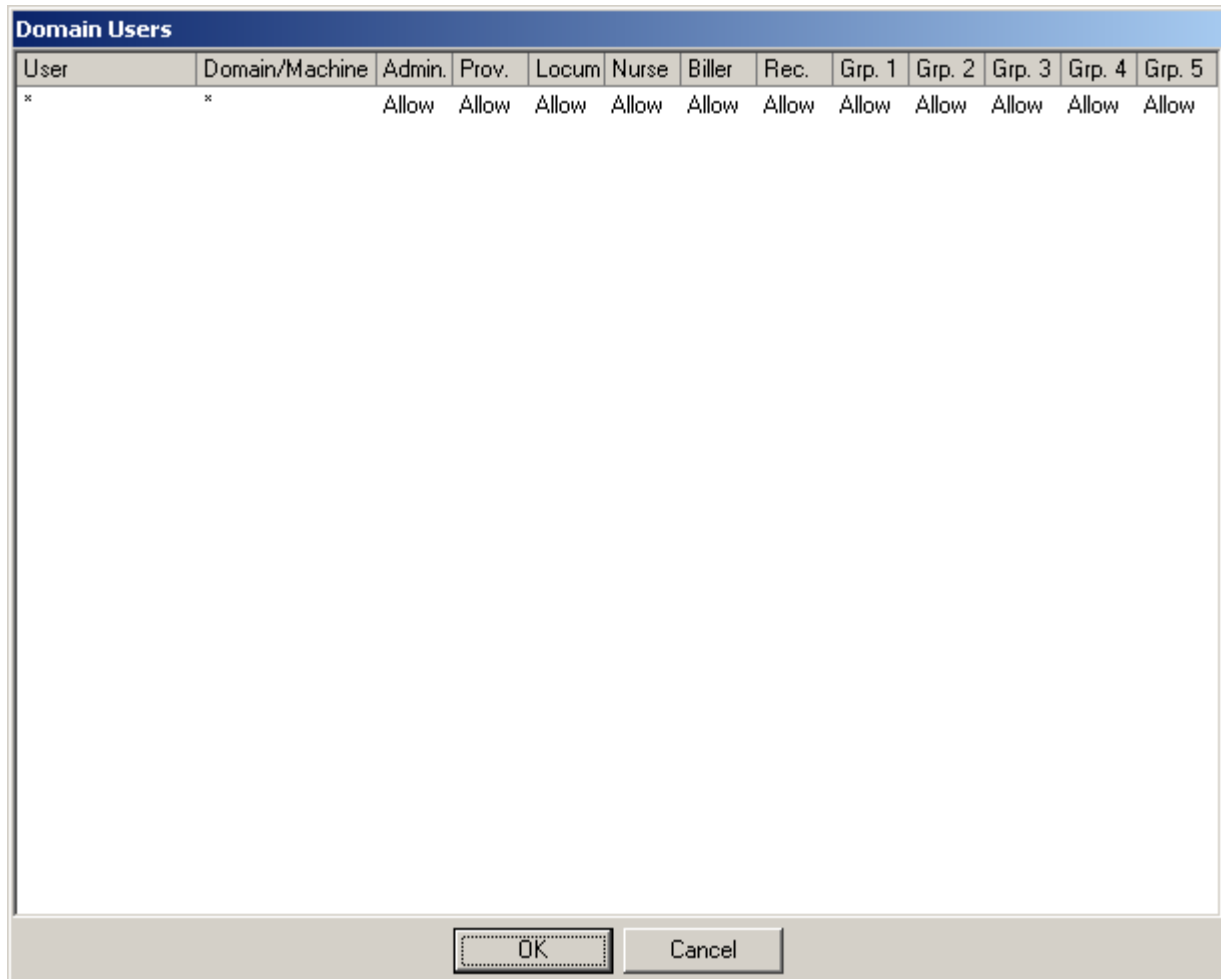 Domain Users
User Domain/Machine Admin. Prov. Locum Nurse Biller Rec. Grp. 1 Grp. 2 Grp. 3 Grp. 4 Grp. 5
* * Allow Allow Allow Allow Allow Allow Allow Allow Allow Allow Allow
OK Cancel